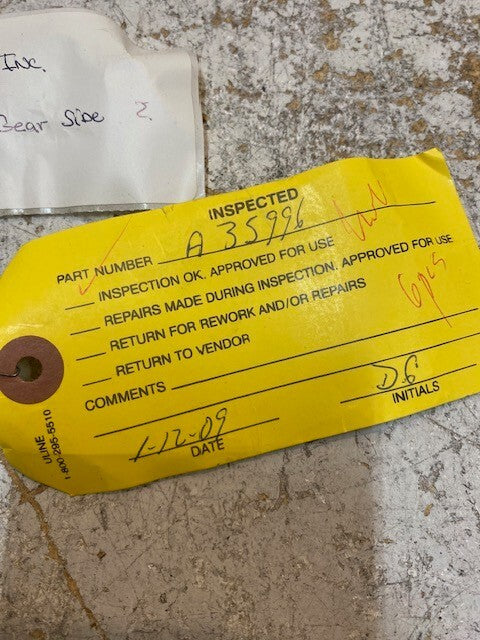 Inc.
Gear Side 2
INSPECTED
PART NUMBER A 35996
✓ INSPECTION OK. APPROVED FOR USE
REPAIRS MADE DURING INSPECTION. APPROVED FOR USE
RETURN FOR REWORK AND/OR REPAIRS
6pcs
RETURN TO VENDOR
COMMENTS
1-12-09
DATE
D.G
INITIALS
ULINE
1-800-295-5510